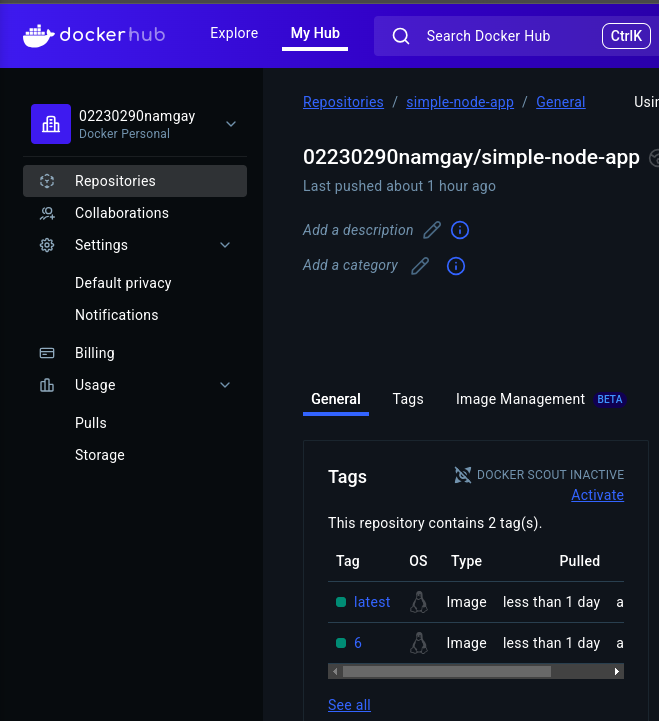 dockerhub Explore My Hub Search Docker Hub CtrlK
02230290namgay
Docker Personal
Repositories
Collaborations
Settings
Default privacy
Notifications
Billing
Usage
Pulls
Storage
Repositories / simple-node-app / General
02230290namgay/simple-node-app
Last pushed about 1 hour ago
Add a description
Add a category
General Tags Image Management BETA
Tags DOCKER SCOUT INACTIVE
Activate
This repository contains 2 tag(s).
Tag OS Type Pulled
latest Image less than 1 day a
6 Image less than 1 day a
See all